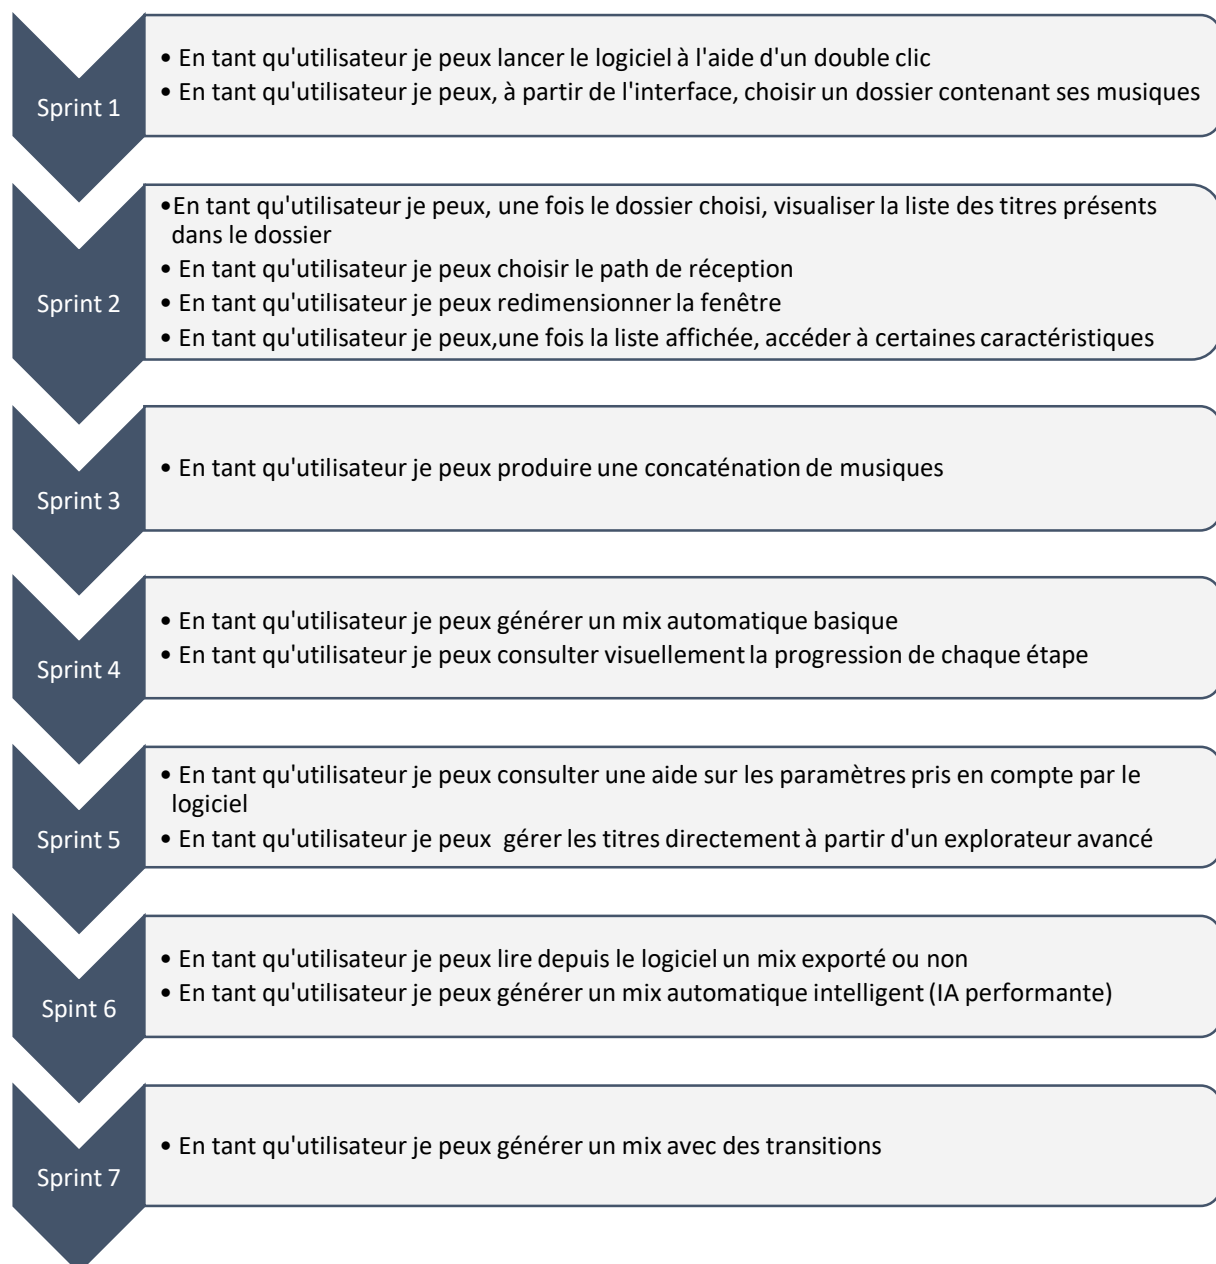 Sprint 1
• En tant qu'utilisateur je peux lancer le logiciel à l'aide d'un double clic
• En tant qu'utilisateur je peux, à partir de l'interface, choisir un dossier contenant ses musiques
Sprint 2
•En tant qu'utilisateur je peux, une fois le dossier choisi, visualiser la liste des titres présents
dans le dossier
• En tant qu'utilisateur je peux choisir le path de réception
• En tant qu'utilisateur je peux redimensionner la fenêtre
• En tant qu'utilisateur je peux,une fois la liste affichée, accéder à certaines caractéristiques
Sprint 3
• En tant qu'utilisateur je peux produire une concaténation de musiques
Sprint 4
• En tant qu'utilisateur je peux générer un mix automatique basique
• En tant qu'utilisateur je peux consulter visuellement la progression de chaque étape
Sprint 5
• En tant qu'utilisateur je peux consulter une aide sur les paramètres pris en compte par le
logiciel
• En tant qu'utilisateur je peux  gérer les titres directement à partir d'un explorateur avancé
Spint 6
• En tant qu'utilisateur je peux lire depuis le logiciel un mix exporté ou non
• En tant qu'utilisateur je peux générer un mix automatique intelligent (IA performante)
Sprint 7
• En tant qu'utilisateur je peux générer un mix avec des transitions